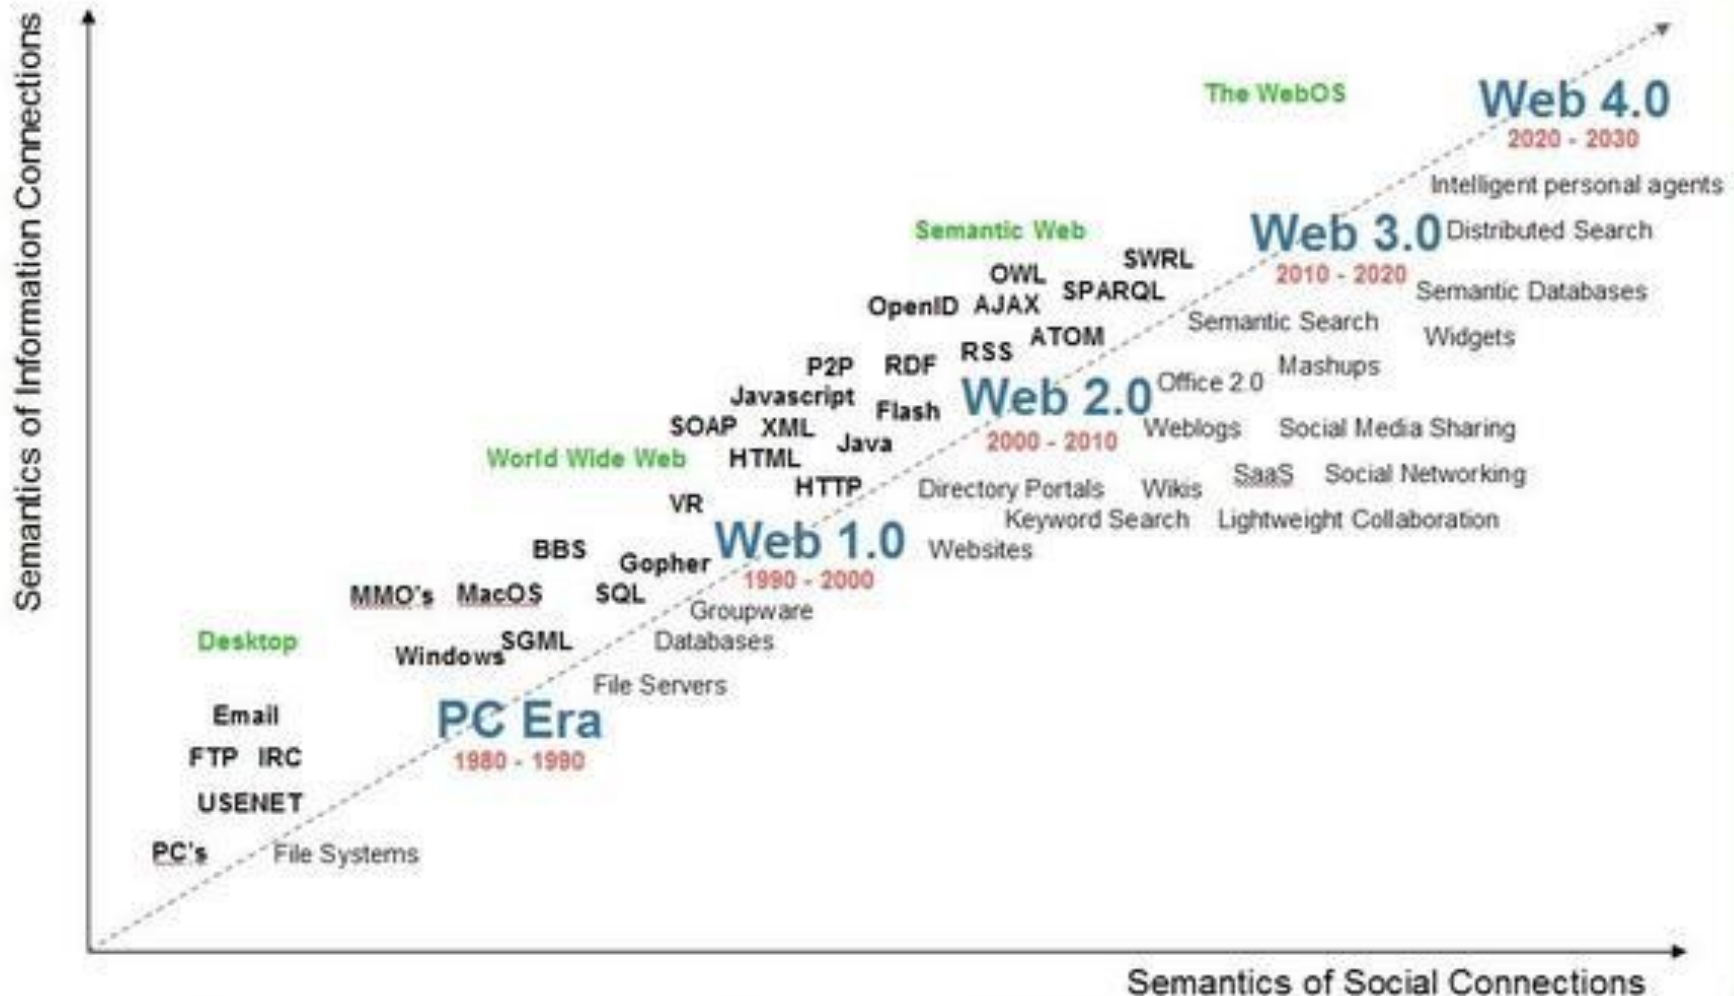 Semantics of Information Connections
The WebOS
Web 4.0
2020 - 2030
Intelligent personal agents
Semantic Web
Web 3.0
Distributed Search
2010 - 2020
SWRL
OWL
SPARQL
Semantic Databases
OpenID
AJAX
Semantic Search
Widgets
ATOM
RSS
P2P
RDF
Mashups
Web 2.0
Office 2.0
Javascript
Flash
2000 - 2010
Weblogs
Social Media Sharing
SOAP
XML
Java
World Wide Web
HTML
SaaS
Social Networking
HTTP
Directory Portals
Wikis
VR
Keyword Search
Lightweight Collaboration
Web 1.0
Websites
1990 - 2000
BBS
Gopher
MMO's
MacOS
SQL
Groupware
Desktop
SGML
Databases
Windows
File Servers
Email
PC Era
1980 - 1990
FTP
IRC
USENET
PC's
File Systems
Semantics of Social Connections